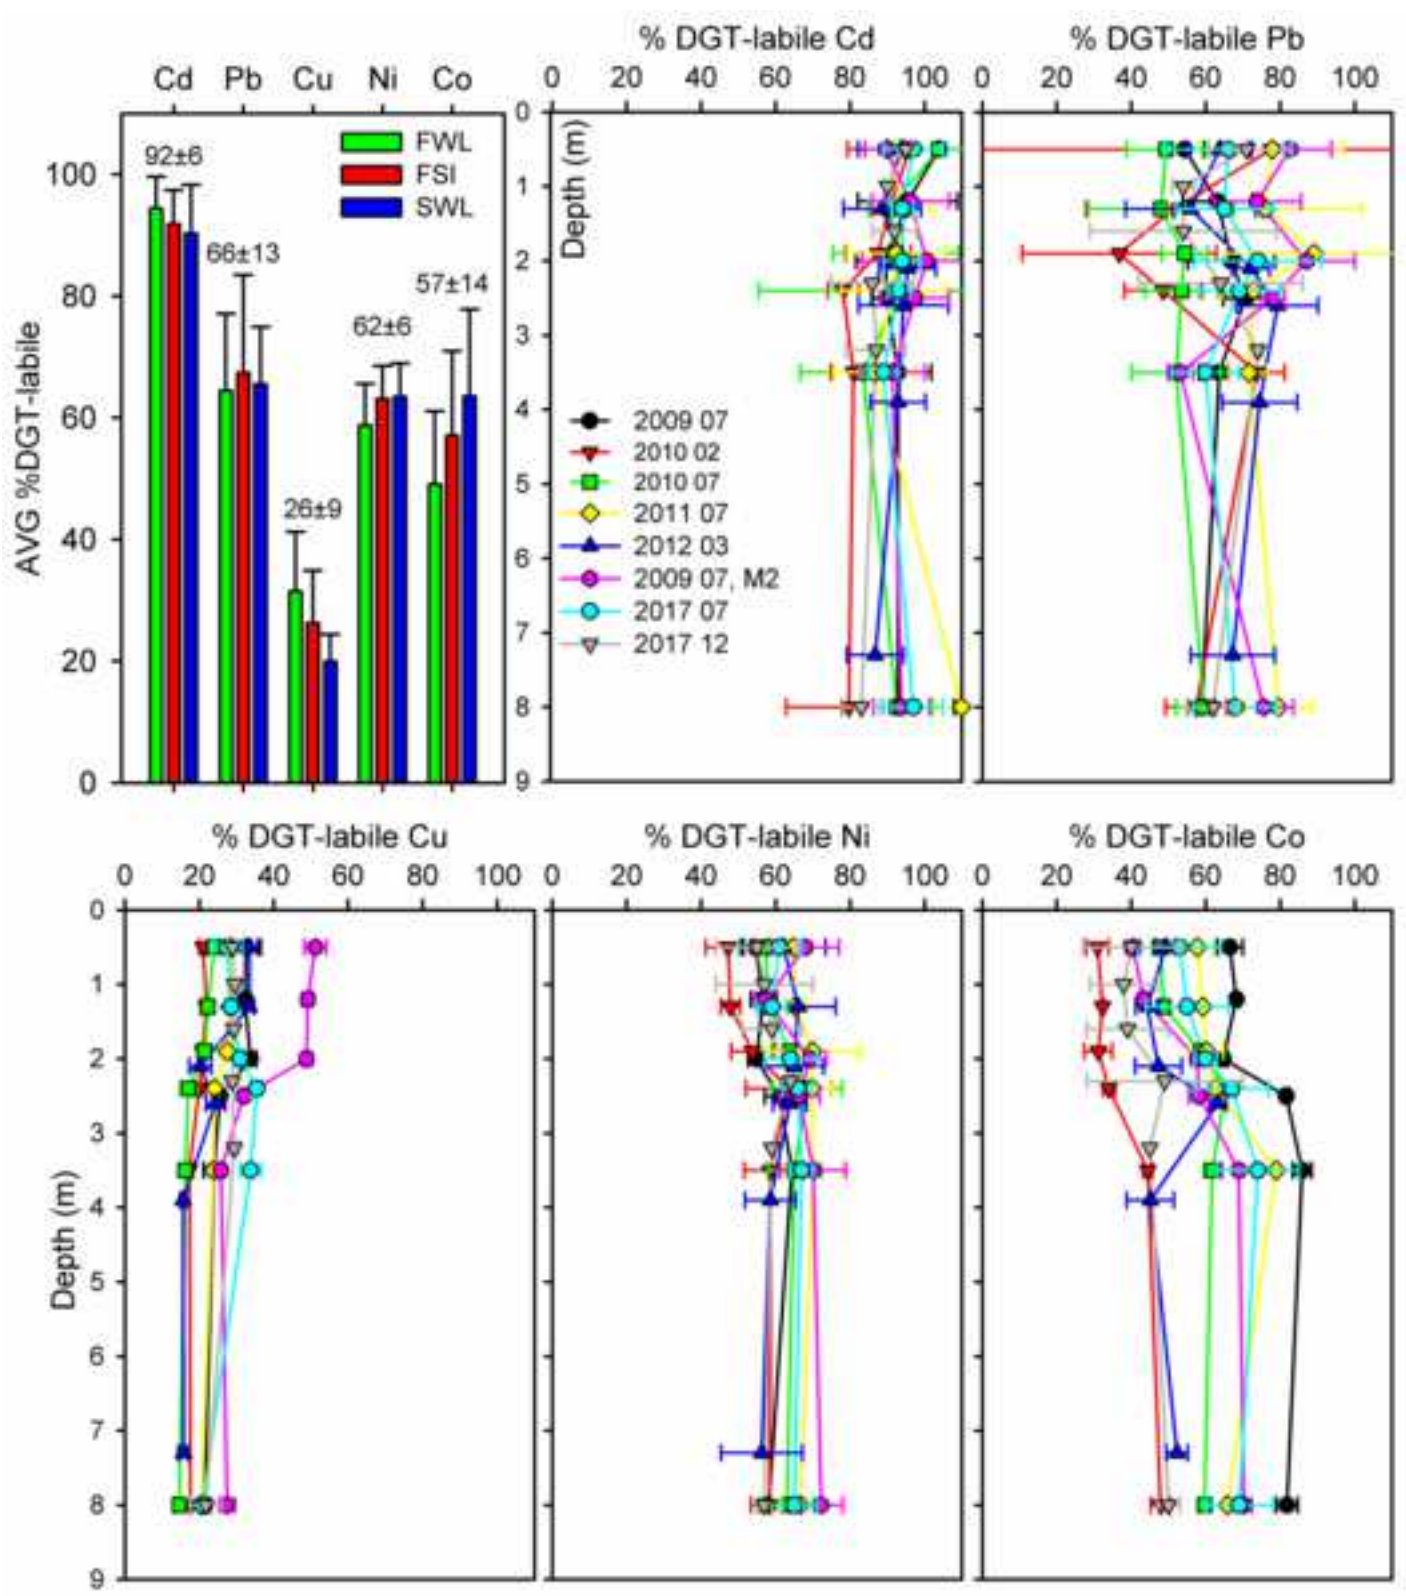 % DGT-labile Cd
% DGT-labile Pb
Cd Pb Cu Ni Co
0 20 40 60 80 100
0 20 40 60 80 100
FWL
FSI
SWL
92±6
66±13
26±9
62±6
57±14
AVG %DGT-labile
100
80
60
40
20
0
Depth (m)
0
1
2
3
4
5
6
7
8
9
2009 07
2010 02
2010 07
2011 07
2012 03
2009 07, M2
2017 07
2017 12
% DGT-labile Cu
% DGT-labile Ni
% DGT-labile Co
0 20 40 60 80 100
0 20 40 60 80 100
0 20 40 60 80 100
Depth (m)
0
1
2
3
4
5
6
7
8
9